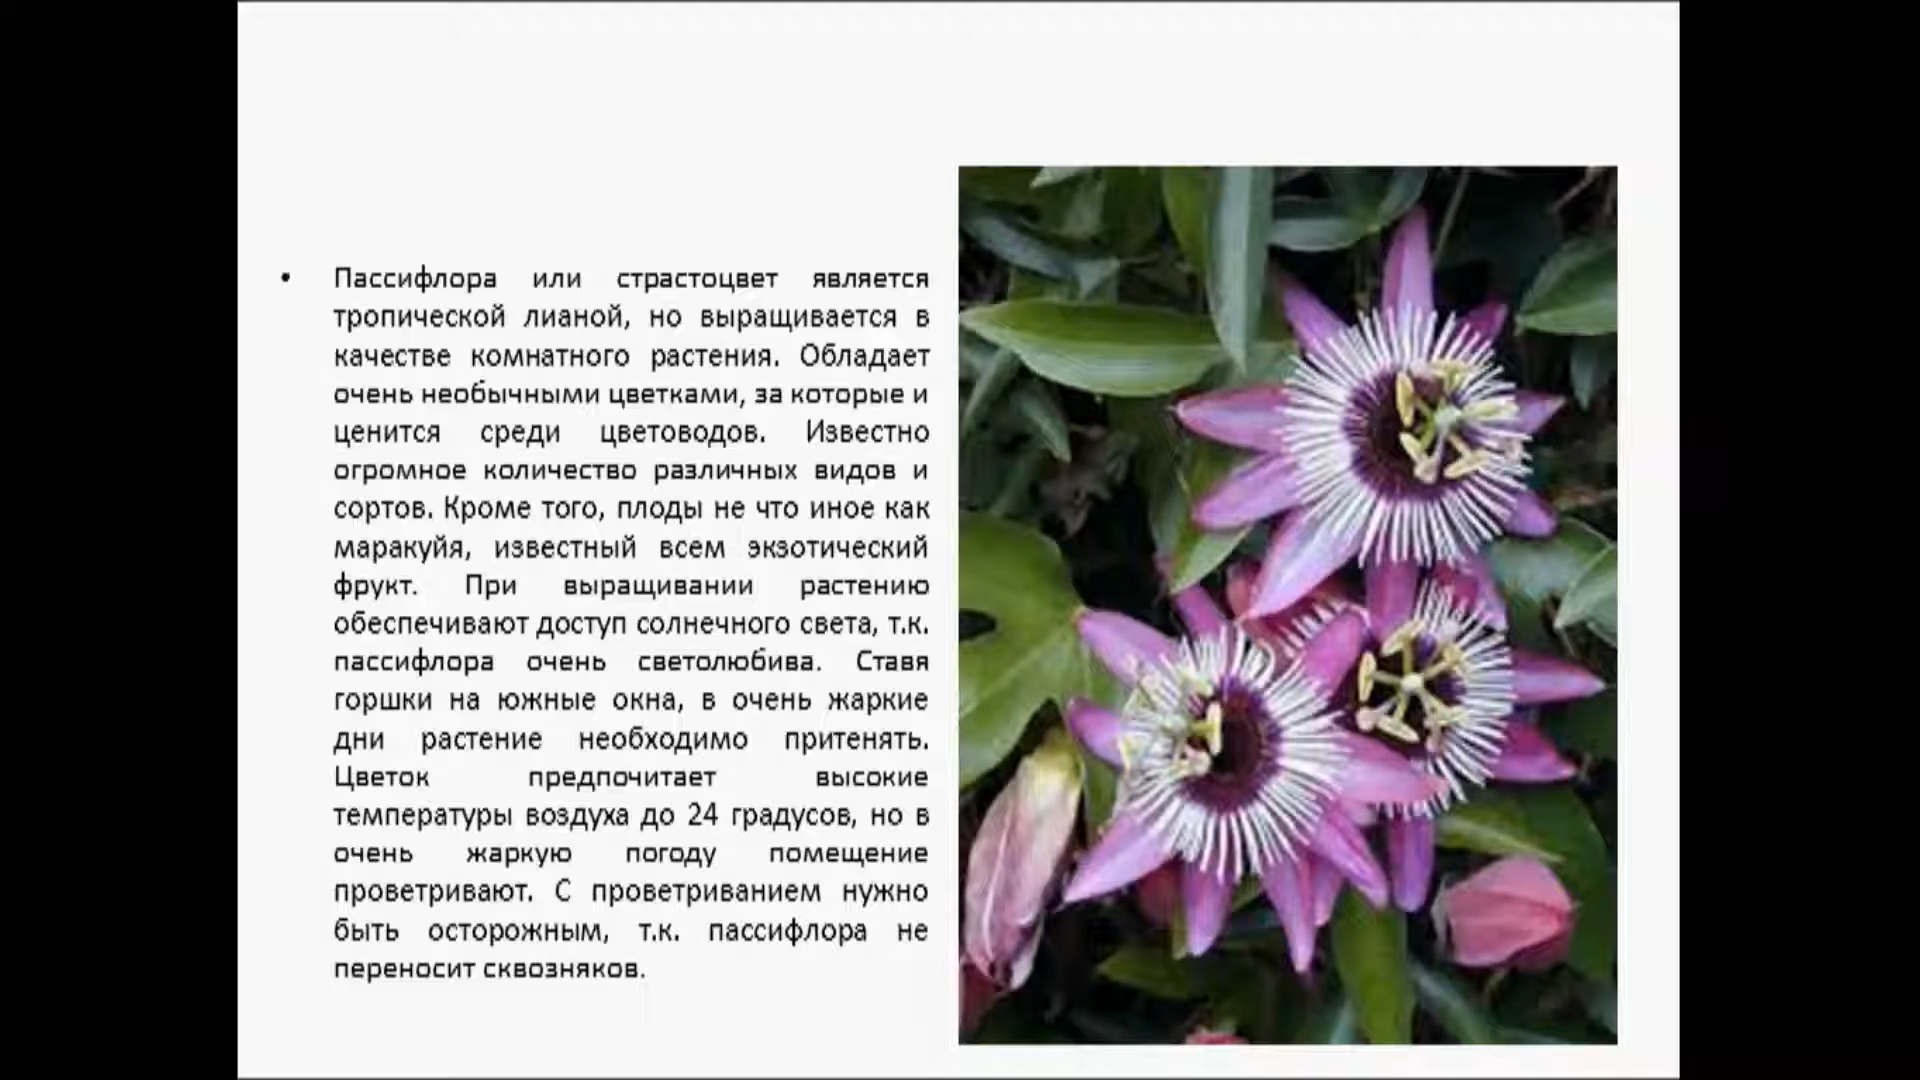 • Пассифлора или страстоцвет является
тропической лианой, но выращивается в
качестве комнатного растения. Обладает
очень необычными цветками, за которые и
ценится среди цветоводов. Известно
огромное количество различных видов и
сортов. Кроме того, плоды не что иное как
маракуйя, известный всем экзотический
фрукт. При выращивании растению
обеспечивают доступ солнечного света, т.к.
пассифлора очень светолюбива. Ставя
горшки на южные окна, в очень жаркие
дни растение необходимо притенять.
Цветок предпочитает высокие
температуры воздуха до 24 градусов, но в
очень жаркую погоду помещение
проветривают. С проветриванием нужно
быть осторожным, т.к. пассифлора не
переносит сквозняков.